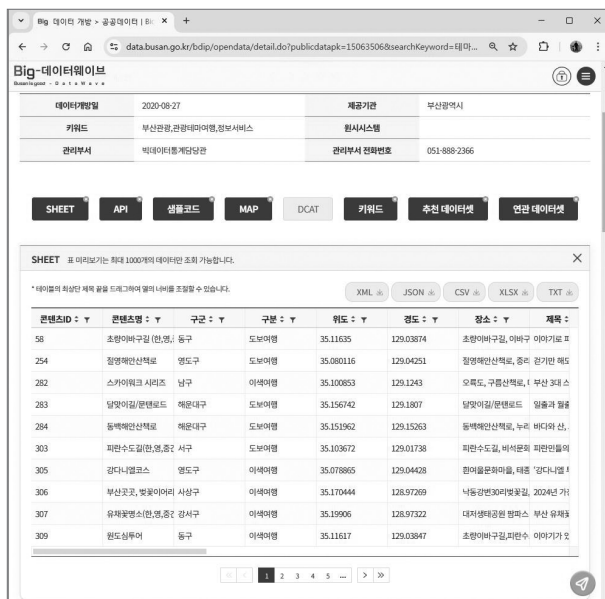 Big 데이터 개발 > 공공데이터 | Bi
data.busan.go.kr/bdip/opendata/detail.do?publicdatapk=15063506&searchKeyword=테마...
Big-데이터웨이브
Busan is good - Data Wave
데이터개방일 2020-08-27 제공기관 부산광역시
키워드 부산관광,관광테마여행,정보서비스 원시시스템
관리부서 빅데이터통계담당관 관리부서 전화번호 051-888-2366
SHEET API 샘플코드 MAP DCAT 키워드 추천 데이터셋 연관 데이터셋
SHEET 표 미리보기는 최대 1000개의 데이터만 조회 가능합니다.
* 테이블의 최상단 제목 끝을 드래그하여 열의 너비를 조절할 수 있습니다.
XML JSON CSV XLSX TXT
콘텐츠ID 콘텐츠명 구군 구분 위도 경도 장소 제목
58 초량이바구길 (한,영, 동구 도보여행 35.11635 129.03874 초량이바구길, 이바구 이야기로 피
254 절영해안산책로 영도구 도보여행 35.080116 129.04251 절영해안산책로, 중리 걷기만 해도
282 스카이워크 시리즈 남구 이색여행 35.100853 129.1243 오륙도, 구름산책로, 부산 3대 스
283 달맞이길/문탠로드 해운대구 도보여행 35.156742 129.1807 달맞이길/문탠로드 일출과 월출
284 동백해안산책로 해운대구 도보여행 35.151962 129.15263 동백해안산책로, 누리 바다와 산,
303 피란수도길(한,영,중간 서구 도보여행 35.103672 129.01738 피란수도길, 비석문화 피란민들의
305 강다니엘코스 영도구 이색여행 35.078865 129.04428 흰여울문화마을, 태종 '강다니엘
306 부산곳곳, 벚꽃이어리 사상구 이색여행 35.170444 128.97269 낙동강변30리벚꽃길, 2024년 가
307 유채꽃명소(한,영,중간 강서구 이색여행 35.19906 128.97322 대저생태공원 팜파스 부산 유채꽃
309 원도심투어 동구 이색여행 35.11617 129.03847 초량이바구길,피란수 이야기가 있
1 2 3 4 5 ...